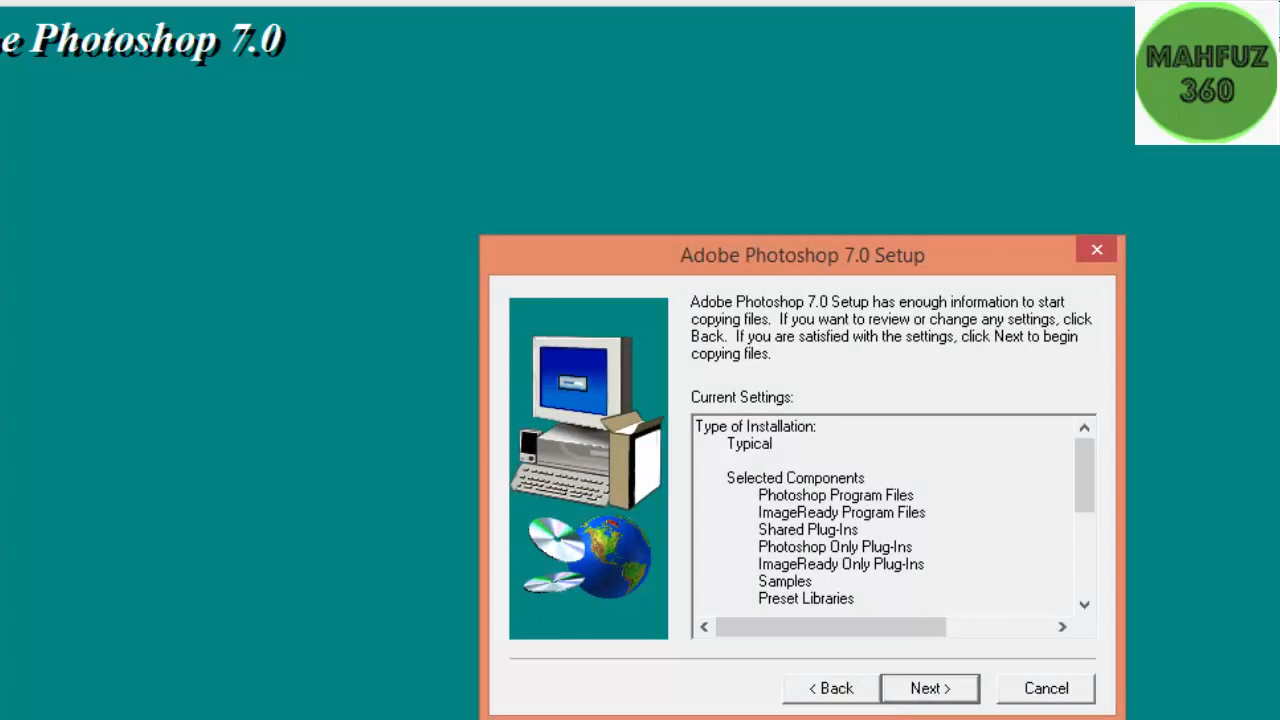 e Photoshop 7.0
MAHFUZ
360
Adobe Photoshop 7.0 Setup
Adobe Photoshop 7.0 Setup has enough information to start
copying files. If you want to review or change any settings, click
Back. If you are satisfied with the settings, click Next to begin
copying files.
Current Settings:
Type of Installation:
Typical
Selected Components
Photoshop Program Files
ImageReady Program Files
Shared Plug-Ins
Photoshop Only Plug-Ins
ImageReady Only Plug-Ins
Samples
Preset Libraries
< Back
Next >
Cancel